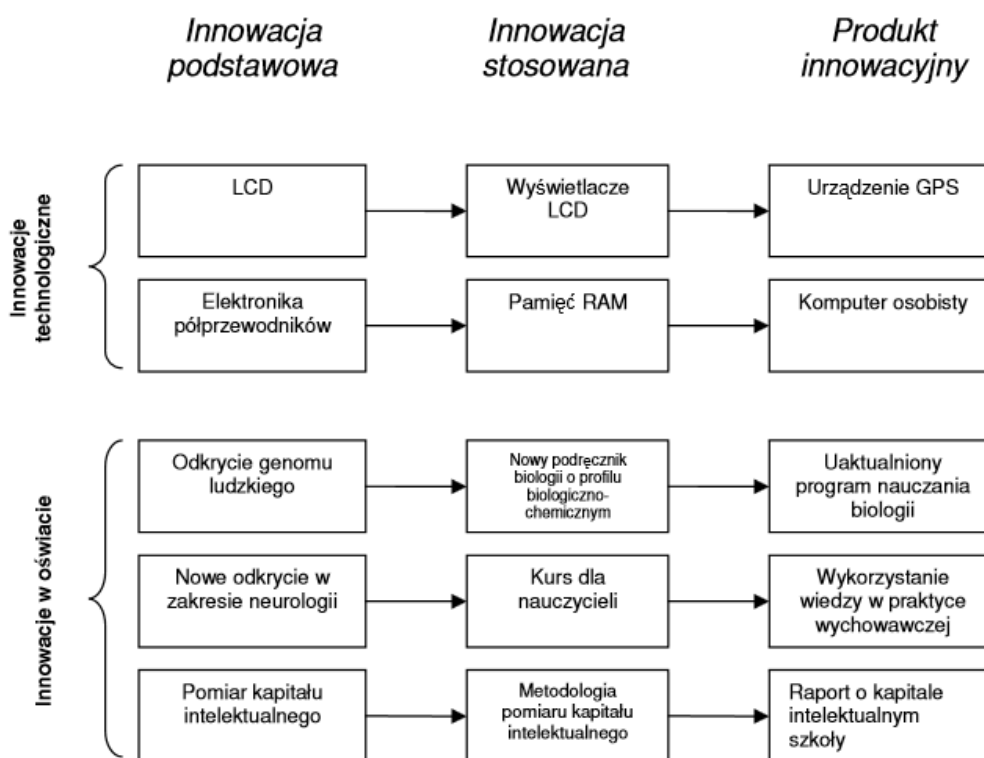 Innowacja
podstawowa
Innowacja
stosowana
Produkt
innowacyjny
Innowacje
technologiczne
LCD
Wyświetlacze
LCD
Urządzenie GPS
Elektronika
półprzewodników
Pamięć RAM
Komputer osobisty
Innowacje w oświacie
Odkrycie genomu
ludzkiego
Nowy podręcznik
biologii o profilu
biologiczno-
chemicznym
Uaktualniony
program nauczania
biologii
Nowe odkrycie w
zakresie neurologii
Kurs dla
nauczycieli
Wykorzystanie
wiedzy w praktyce
wychowawczej
Pomiar kapitału
intelektualnego
Metodologia
pomiaru kapitału
intelektualnego
Raport o kapitale
intelektualnym
szkoły